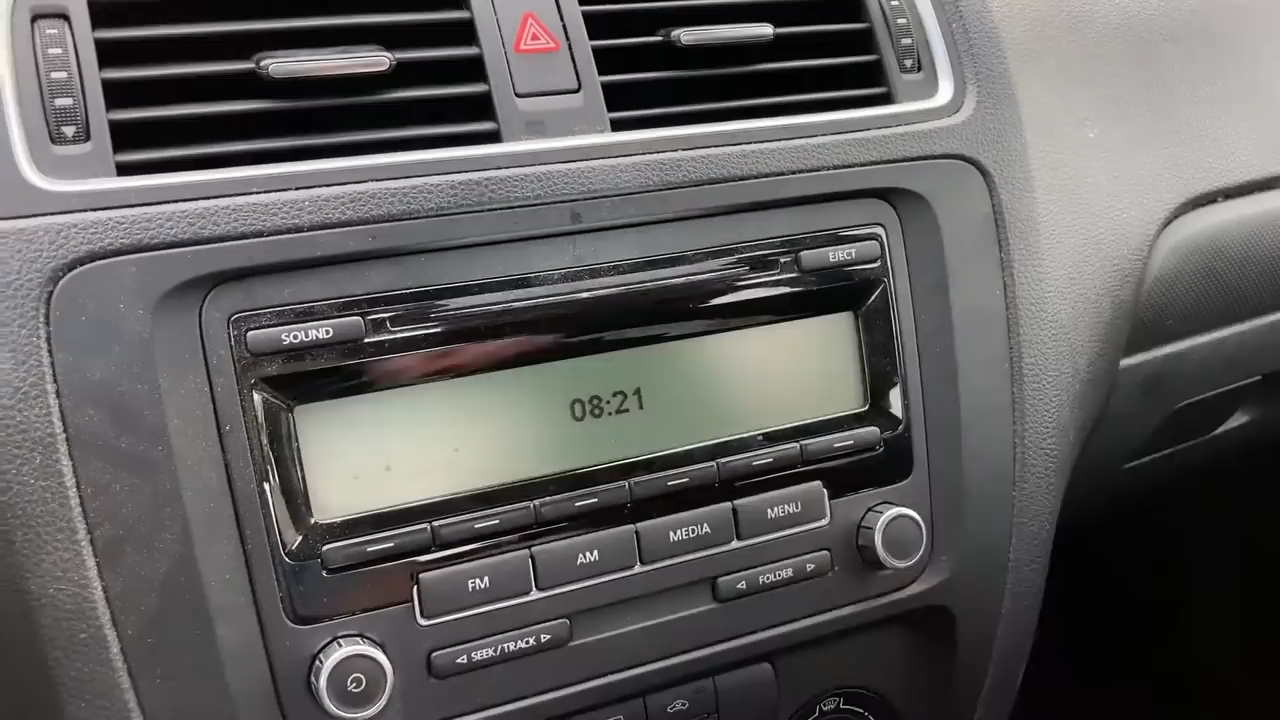 EJECT
SOUND
08:21
FM
AM
MEDIA
MENU
FOLDER
SEEK/TRACK